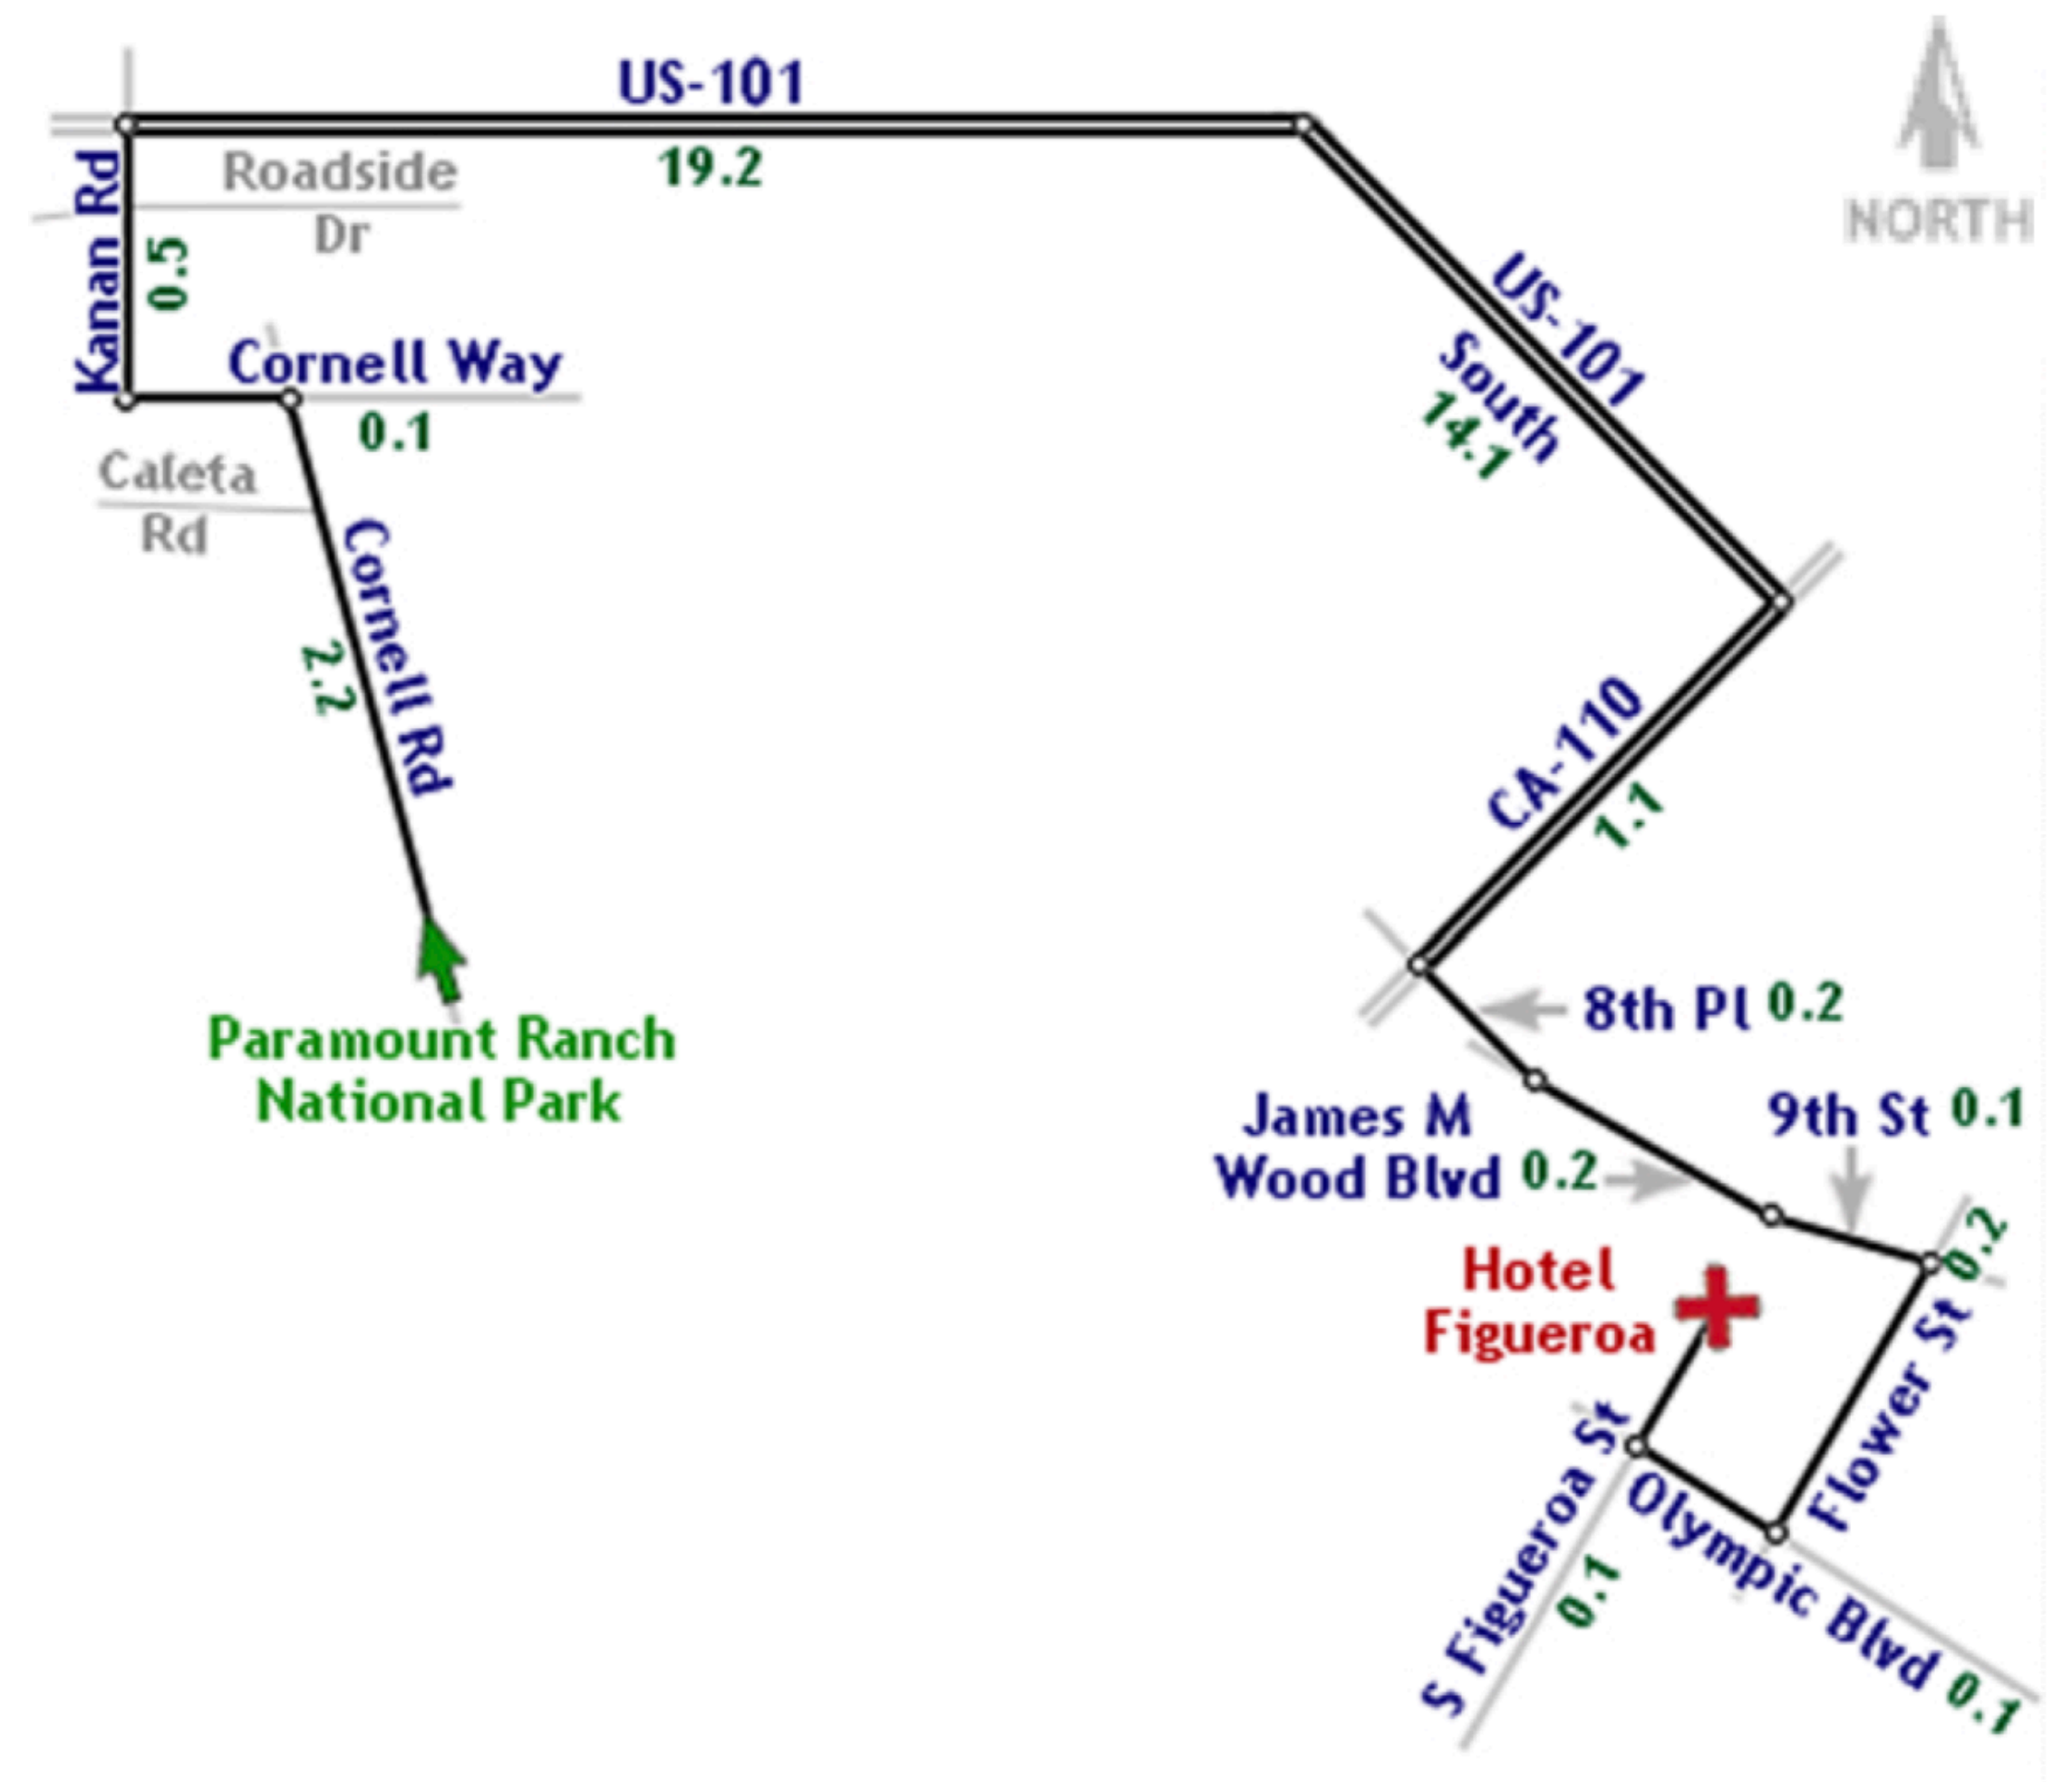 US-101
19.2
NORTH
Kanan Rd
0.5
Roadside
Dr
US-101
South
14.1
Cornell Way
0.1
Caleta
Rd
Cornell Rd
2.2
CA-110
1.1
Paramount Ranch
National Park
8th Pl 0.2
James M
Wood Blvd 0.2
9th St 0.1
0.2
Flower St
Hotel
Figueroa
S Figueroa St
0.1
Olympic Blvd 0.1